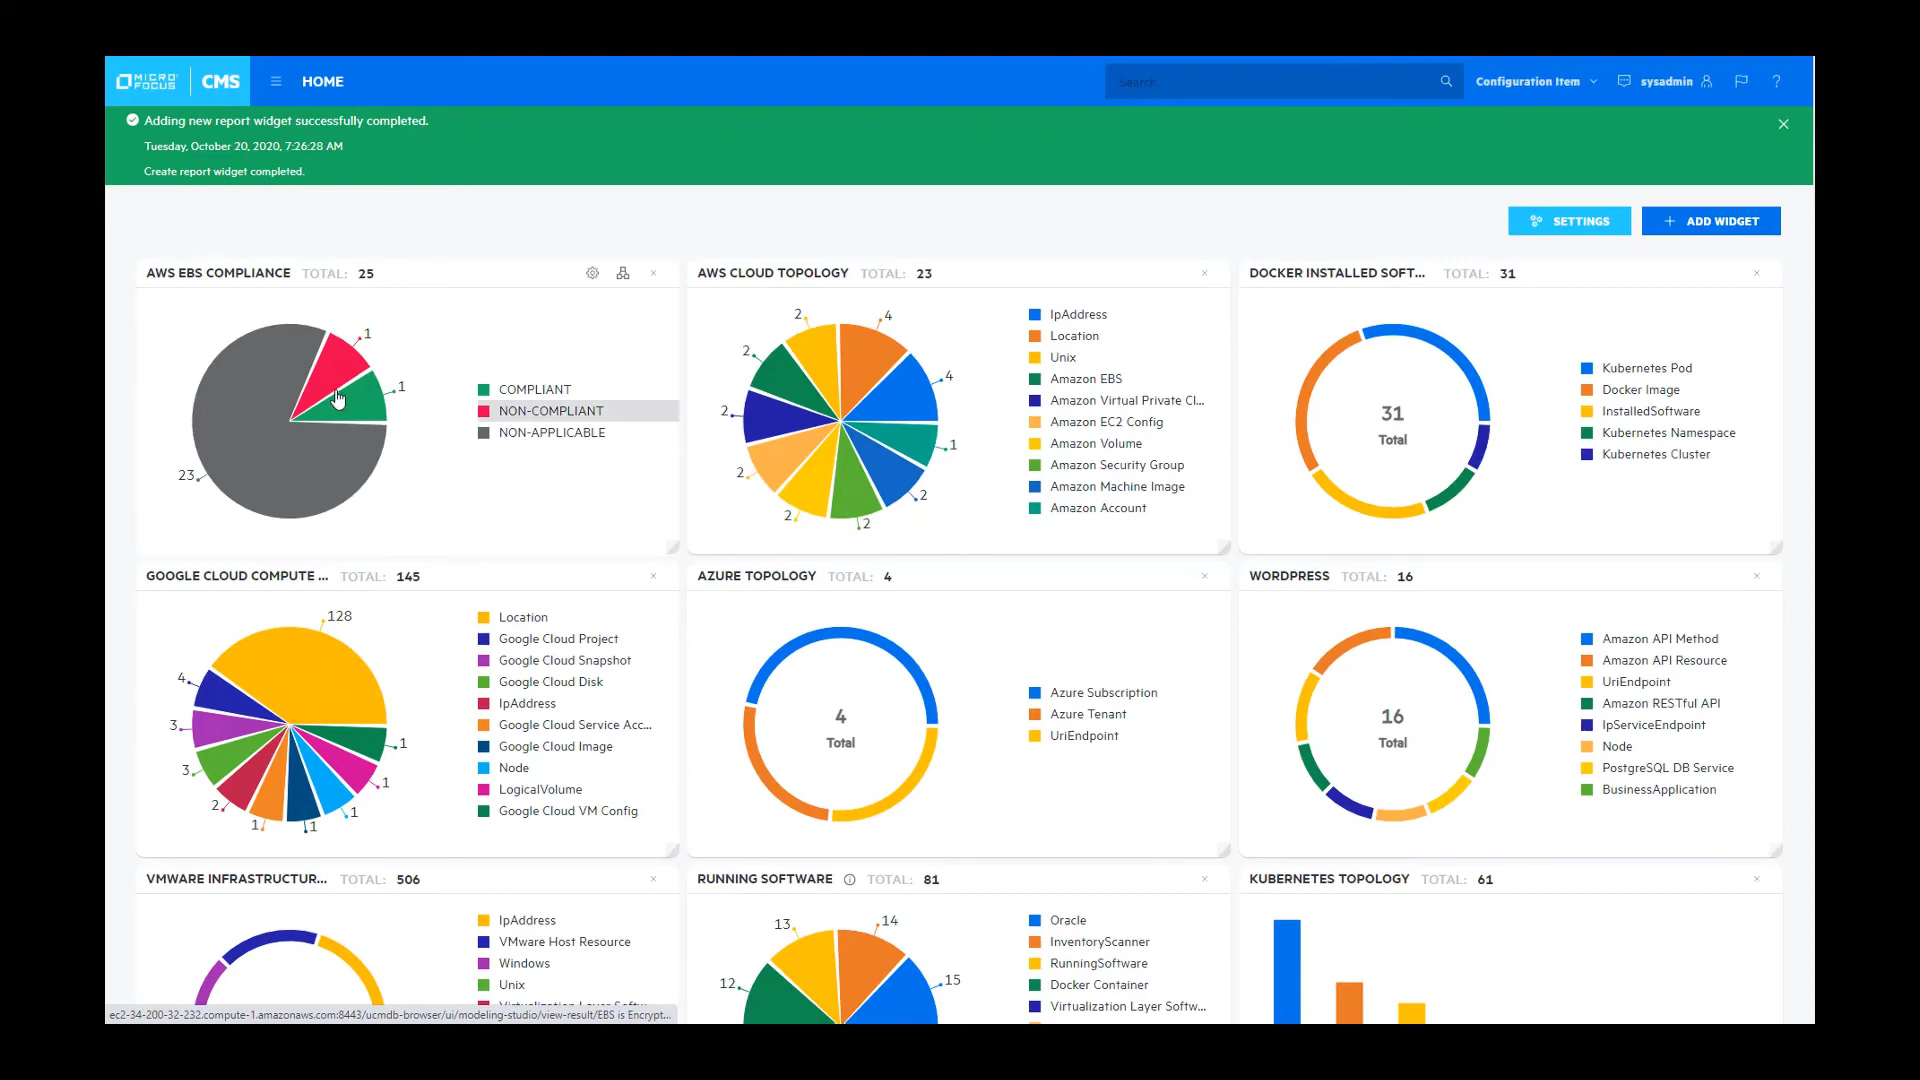 MICRO FOCUS CMS HOME Search Configuration Item sysadmin ?
Adding new report widget successfully completed.
Tuesday, October 20, 2020, 7:26:28 AM
Create report widget completed.
SETTINGS
+ ADD WIDGET
AWS EBS COMPLIANCE TOTAL: 25
1
1
23
COMPLIANT
NON-COMPLIANT
NON-APPLICABLE
AWS CLOUD TOPOLOGY TOTAL: 23
2
4
2
4
2
1
2
2
2
2
IpAddress
Location
Unix
Amazon EBS
Amazon Virtual Private Cl...
Amazon EC2 Config
Amazon Volume
Amazon Security Group
Amazon Machine Image
Amazon Account
DOCKER INSTALLED SOFT... TOTAL: 31
31
Total
Kubernetes Pod
Docker Image
InstalledSoftware
Kubernetes Namespace
Kubernetes Cluster
GOOGLE CLOUD COMPUTE ... TOTAL: 145
128
4
3
3
2
1
1
1
1
1
Location
Google Cloud Project
Google Cloud Snapshot
Google Cloud Disk
IpAddress
Google Cloud Service Acc...
Google Cloud Image
Node
LogicalVolume
Google Cloud VM Config
AZURE TOPOLOGY TOTAL: 4
4
Total
Azure Subscription
Azure Tenant
UriEndpoint
WORDPRESS TOTAL: 16
16
Total
Amazon API Method
Amazon API Resource
UriEndpoint
Amazon RESTful API
IpServiceEndpoint
Node
PostgreSQL DB Service
BusinessApplication
VMWARE INFRASTRUCTUR... TOTAL: 506
IpAddress
VMware Host Resource
Windows
Unix
RUNNING SOFTWARE TOTAL: 81
13
14
12
15
Oracle
InventoryScanner
RunningSoftware
Docker Container
Virtualization Layer Softw...
KUBERNETES TOPOLOGY TOTAL: 61
ec2-34-200-32-232.compute-1.amazonaws.com:8443/ucmdb-browser/ui/modeling-studio/view-result/EBS is Encrypt...